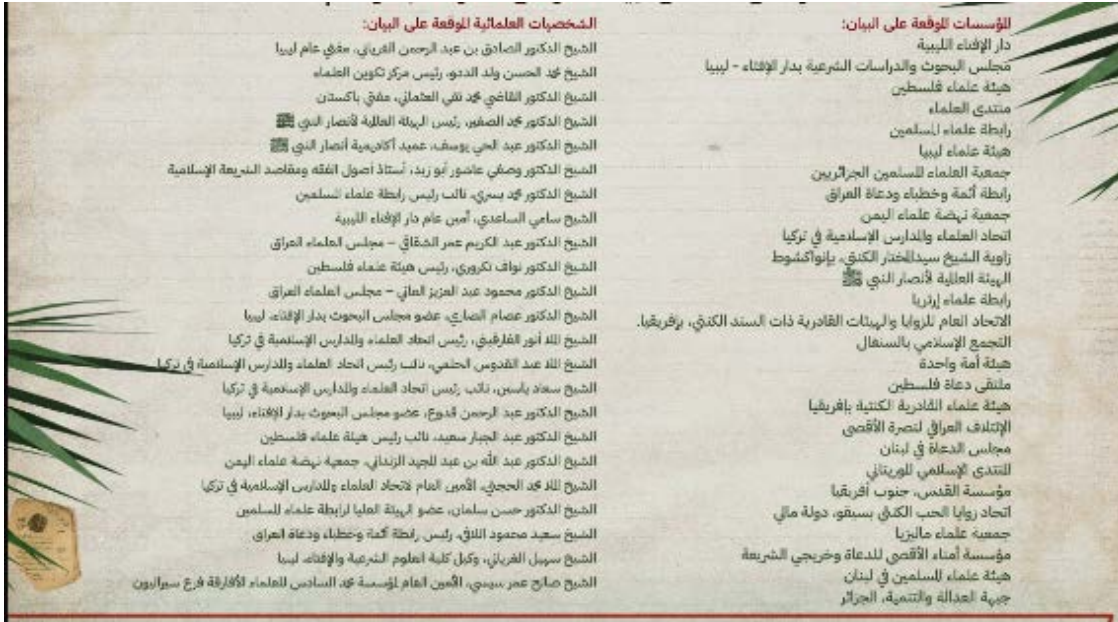 المؤسسات الموقعة على البيان:
دار الإفتاء الليبية
مجلس البحوث والدراسات الشرعية بدار الإفتاء - ليبيا
هيئة علماء فلسطين
منتدى العلماء
رابطة علماء المسلمين
هيئة علماء ليبيا
جمعية العلماء المسلمين الجزائريين
رابطة أئمة وخطباء ودعاة العراق
جمعية نهضة علماء اليمن
اتحاد العلماء والمدارس الإسلامية في تركيا
زاوية الشيخ سيدالمختار الكنتي، بإنواكشوط
الهيئة العالمية لأنصار النبي ﷺ
رابطة علماء إرتريا
الاتحاد العام للزوايا والهيئات القادرية ذات السند الكنتي، بإفريقيا.
التجمع الإسلامي بالسنغال
هيئة أمة واحدة
ملتقى دعاة فلسطين
هيئة علماء القادرية الكنتية بإفريقيا
الإئتلاف العراقي لنصرة الأقصى
مجلس الدعاة في لبنان
المنتدى الإسلامي الموريتاني
مؤسسة القدس، جنوب أفريقيا
اتحاد زوايا الحب الكنتي بسيقو، دولة مالي
جمعية علماء ماليزيا
مؤسسة أمناء الأقصى للدعاة وخريجي الشريعة
هيئة علماء المسلمين في لبنان
جبهة العدالة والتنمية، الجزائر
الشخصيات العلمائية الموقعة على البيان:
الشيخ الدكتور الصادق بن عبد الرحمن الغرياني، مفتي عام ليبيا
الشيخ محمد الحسن ولد الددو، رئيس مركز تكوين العلماء
الشيخ الدكتور القاضي محمد تقي العثماني، مفتي باكستان
الشيخ الدكتور محمد الصغير، رئيس الهيئة العالمية لأنصار النبي ﷺ
الشيخ الدكتور عبد الحي يوسف، عميد أكاديمية أنصار النبي ﷺ
الشيخ الدكتور وصفي عاشور أبو زيد، أستاذ أصول الفقه ومقاصد الشريعة الإسلامية
الشيخ الدكتور محمد يسري، نائب رئيس رابطة علماء المسلمين
الشيخ سامي الساعدي، أمين عام دار الإفتاء الليبية
الشيخ الدكتور عبد الكريم عمر الشقاقي – مجلس العلماء العراق
الشيخ الدكتور نواف تكروري، رئيس هيئة علماء فلسطين
الشيخ الدكتور محمود عبد العزيز العاني – مجلس العلماء العراق
الشيخ الدكتور عصام الصاري، عضو مجلس البحوث بدار الإفتاء، ليبيا
الشيخ الملا أنور الفارقيني، رئيس اتحاد العلماء والمدارس الإسلامية في تركيا
الشيخ الملا عبد القدوس الحلمي، نائب رئيس اتحاد العلماء والمدارس الإسلامية في تركيا
الشيخ سعاد ياسين، نائب رئيس اتحاد العلماء والمدارس الإسلامية في تركيا
الشيخ الدكتور عبد الرحمن قدوع، عضو مجلس البحوث بدار الإفتاء، ليبيا
الشيخ الدكتور عبد الجبار سعيد، نائب رئيس هيئة علماء فلسطين
الشيخ الدكتور عبد الله بن عبد المجيد الزنداني، جمعية نهضة علماء اليمن
الشيخ الملا محمد الحججي، الأمين العام لاتحاد العلماء والمدارس الإسلامية في تركيا
الشيخ الدكتور حسن سلمان، عضو الهيئة العليا لرابطة علماء المسلمين
الشيخ سعيد محمود اللافي، رئيس رابطة أئمة وخطباء ودعاة العراق
الشيخ سهيل الغرياني، وكيل كلية العلوم الشرعية والإفتاء، ليبيا
الشيخ صالح عمر سيسي، الأمين العام لمؤسسة محمد السادس للعلماء الأفارقة فرع سيراليون